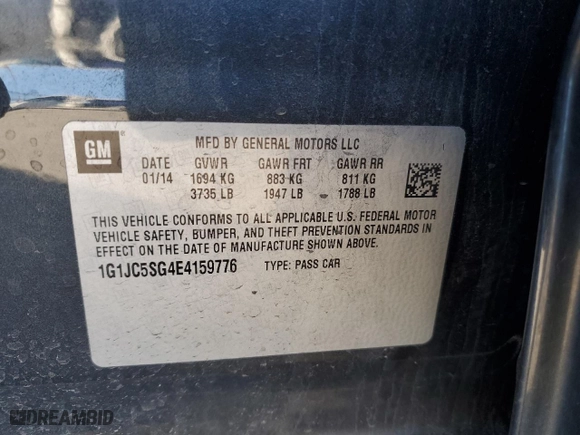 GM
MFD BY GENERAL MOTORS LLC
DATE GVWR GAWR FRT GAWR RR
01/14 1694 KG 883 KG 811 KG
3735 LB 1947 LB 1788 LB
THIS VEHICLE CONFORMS TO ALL APPLICABLE U.S. FEDERAL MOTOR
VEHICLE SAFETY, BUMPER, AND THEFT PREVENTION STANDARDS IN
EFFECT ON THE DATE OF MANUFACTURE SHOWN ABOVE.
1G1JC5SG4E4159776 TYPE: PASS CAR
DREAMBID